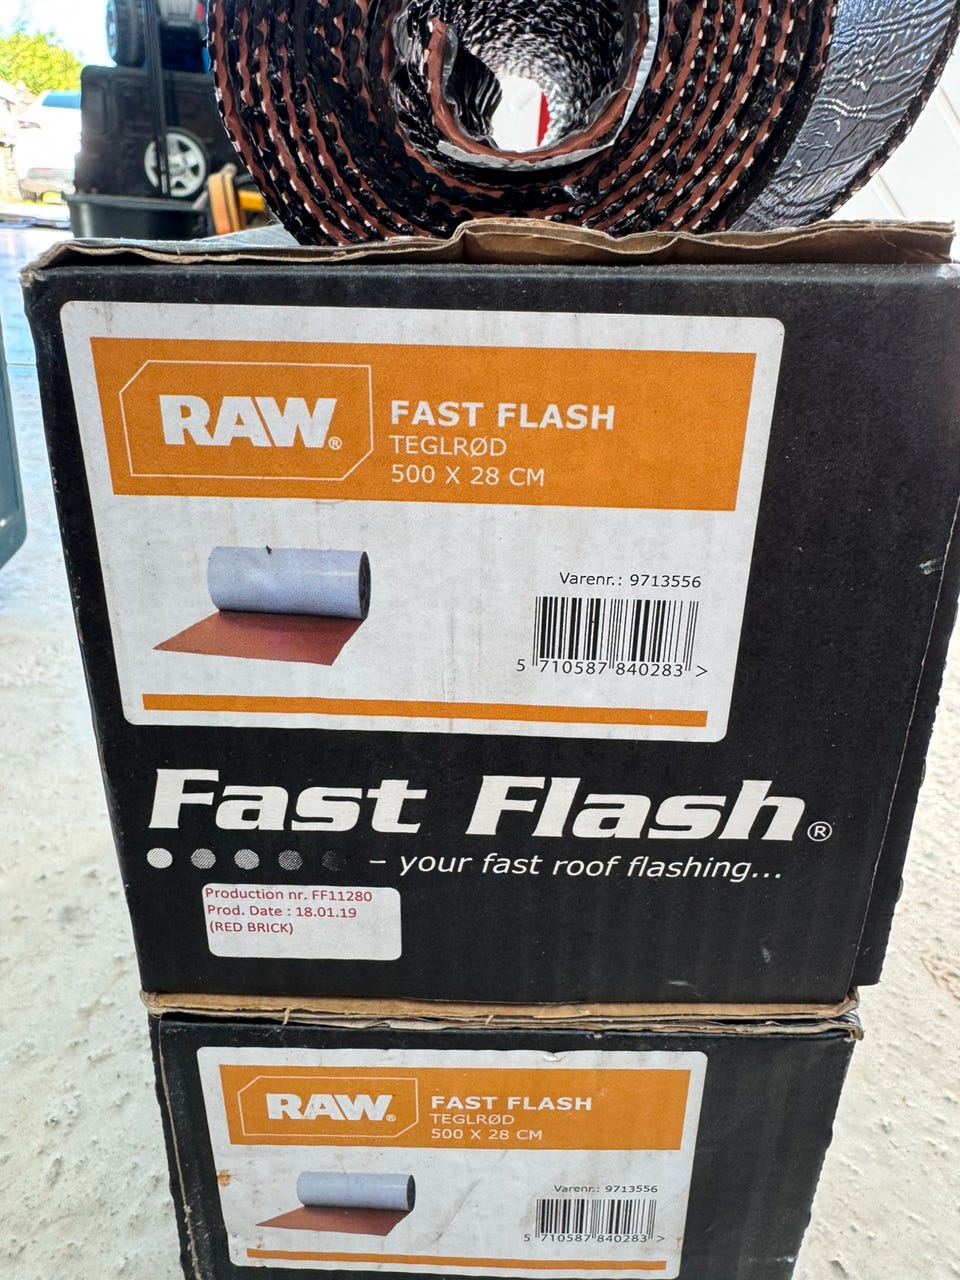 RAW®
FAST FLASH
TEGLRØD
500 X 28 CM
Varenr.: 9713556
5 710587 840283 >
Fast Flash®
– your fast roof flashing...
Production nr. FF11280
Prod. Date : 18.01.19
(RED BRICK)
RAW®
FAST FLASH
TEGLRØD
500 X 28 CM
Varenr.: 9713556
5 710587 840283 >